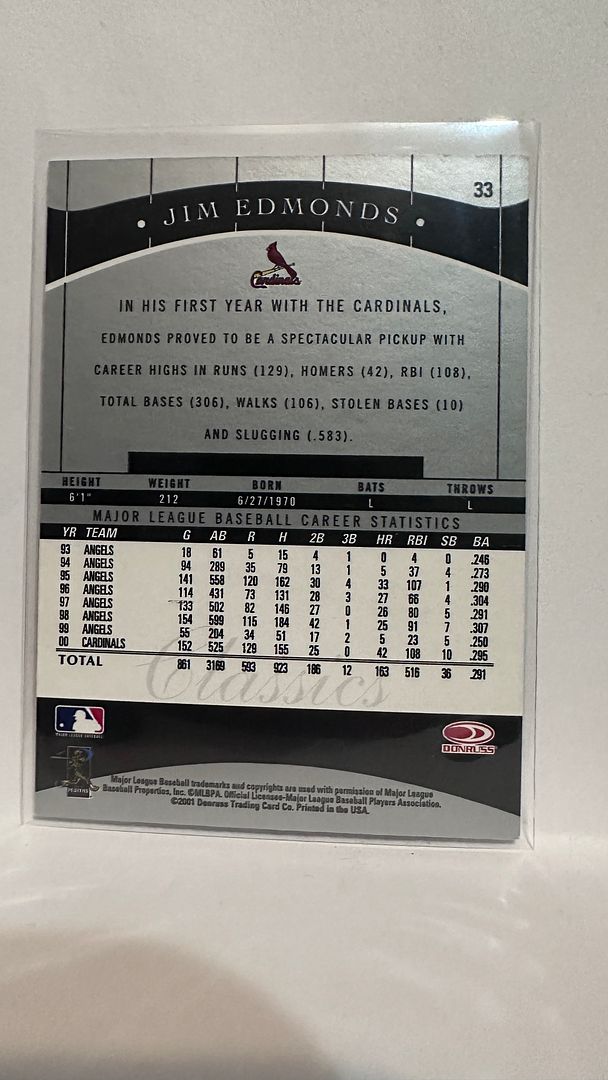 33
JIM EDMONDS
Cardinals
IN HIS FIRST YEAR WITH THE CARDINALS,
EDMONDS PROVED TO BE A SPECTACULAR PICKUP WITH
CAREER HIGHS IN RUNS (129), HOMERS (42), RBI (108),
TOTAL BASES (306), WALKS (106), STOLEN BASES (10)
AND SLUGGING (.583).
HEIGHT WEIGHT BORN BATS THROWS
6'1" 212 6/27/1970 L L
MAJOR LEAGUE BASEBALL CAREER STATISTICS
YR TEAM G AB R H 2B 3B HR RBI SB BA
93 ANGELS 18 61 5 15 4 1 0 4 0 .246
94 ANGELS 94 289 35 79 13 1 5 37 4 .273
95 ANGELS 141 558 120 162 30 4 33 107 1 .290
96 ANGELS 114 431 73 131 28 3 27 66 4 .304
97 ANGELS 133 502 82 146 27 0 26 80 5 .291
98 ANGELS 154 599 115 184 42 1 25 91 7 .307
99 ANGELS 55 204 34 51 17 2 5 23 5 .250
00 CARDINALS 152 525 129 155 25 0 42 108 10 .295
TOTAL 861 3169 593 923 186 12 163 516 36 .291
Classics
MAJOR LEAGUE BASEBALL
DONRUSS
PLAYERS
Major League Baseball trademarks and copyrights are used with permission of Major League
Baseball Properties, Inc. ©MLBPA. Official Licensee-Major League Baseball Players Association.
©2001 Donruss Trading Card Co. Printed in the USA.